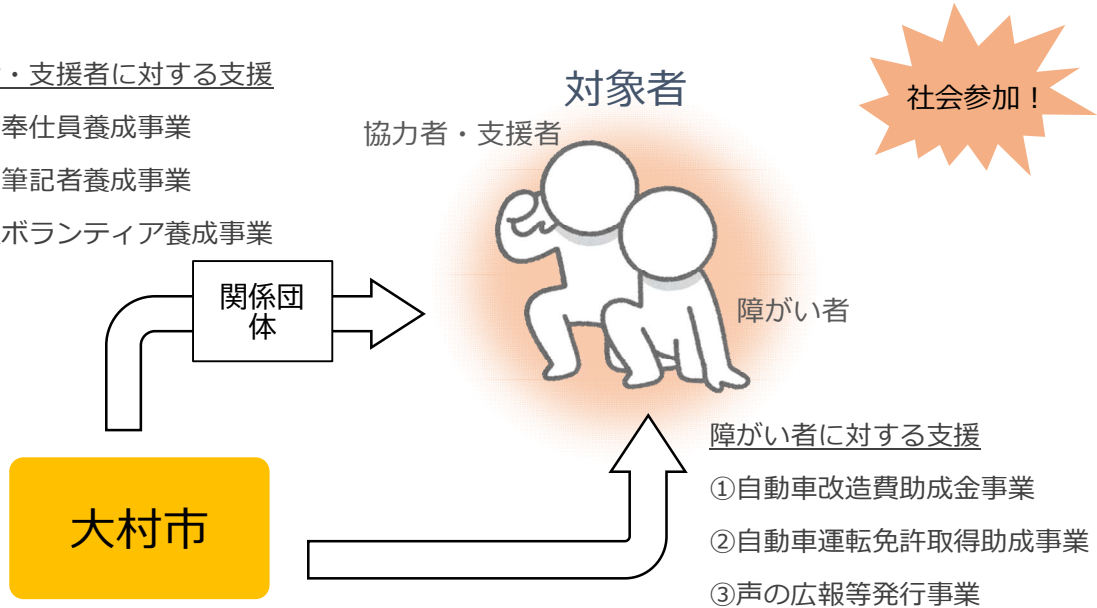 ・支援者に対する支援
奉仕員養成事業
筆記者養成事業
ボランティア養成事業
対象者
協力者・支援者
社会参加！
関係団
体
障がい者
大村市
障がい者に対する支援
①自動車改造費助成金事業
②自動車運転免許取得助成事業
③声の広報等発行事業